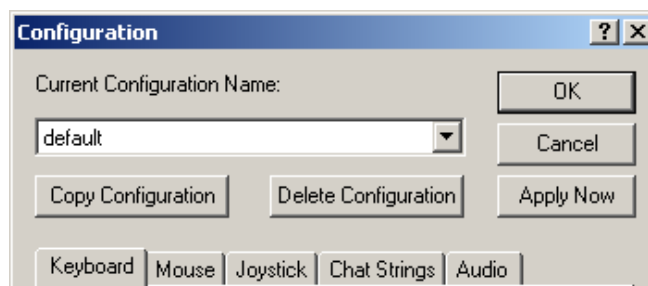 Configuration
Current Configuration Name:
OK
default
Cancel
Copy Configuration Delete Configuration Apply Now
Keyboard Mouse Joystick Chat Strings Audio